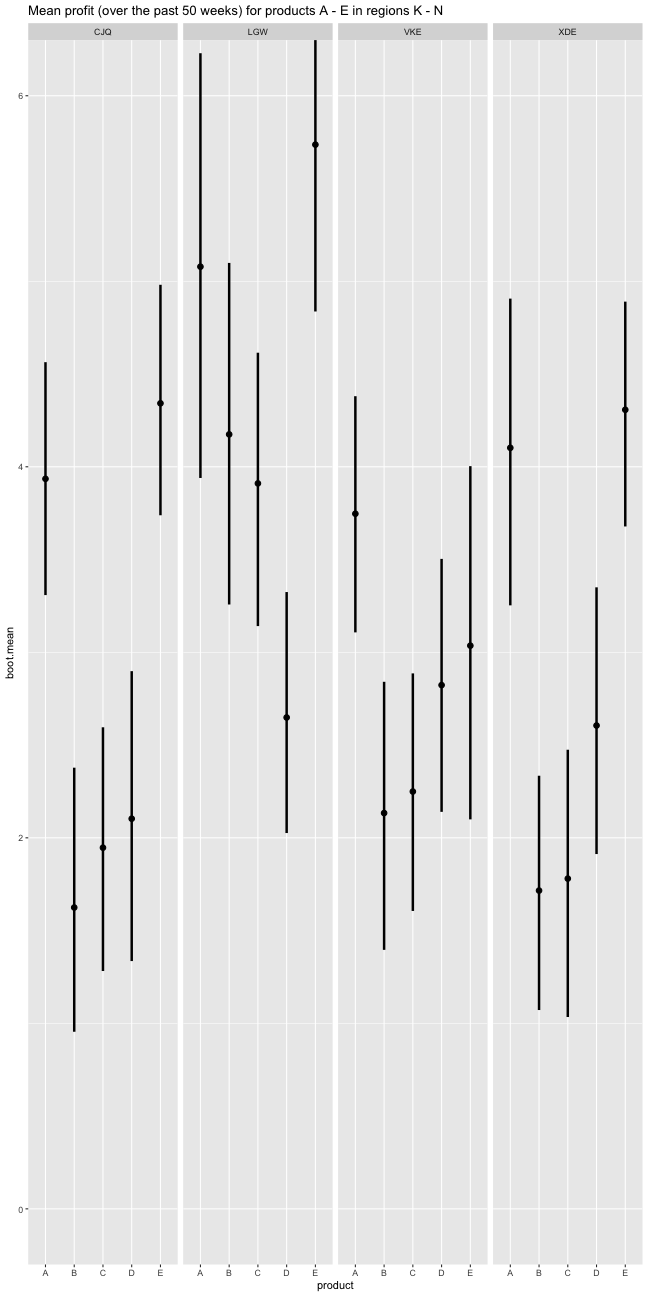 Mean profit (over the past 50 weeks) for products A - E in regions K - N
CJQ LGW VKE XDE
6
4
boot.mean
2
0
A B C D E A B C D E A B C D E A B C D E
product